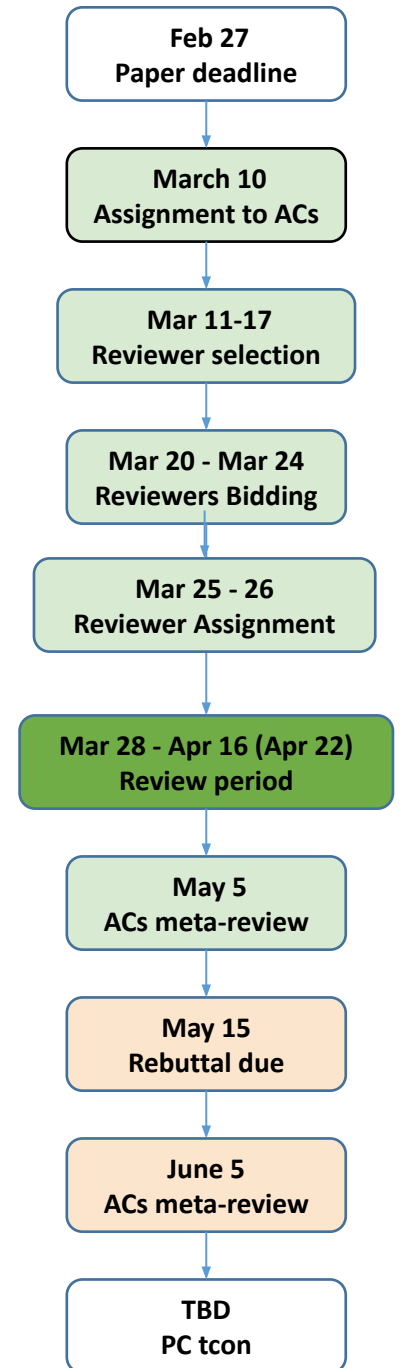 Feb 27
Paper deadline
March 10
Assignment to ACs
Mar 11-17
Reviewer selection
Mar 20 - Mar 24
Reviewers Bidding
Mar 25 - 26
Reviewer Assignment
Mar 28 - Apr 16 (Apr 22)
Review period
May 5
ACs meta-review
May 15
Rebuttal due
June 5
ACs meta-review
TBD
PC tcon